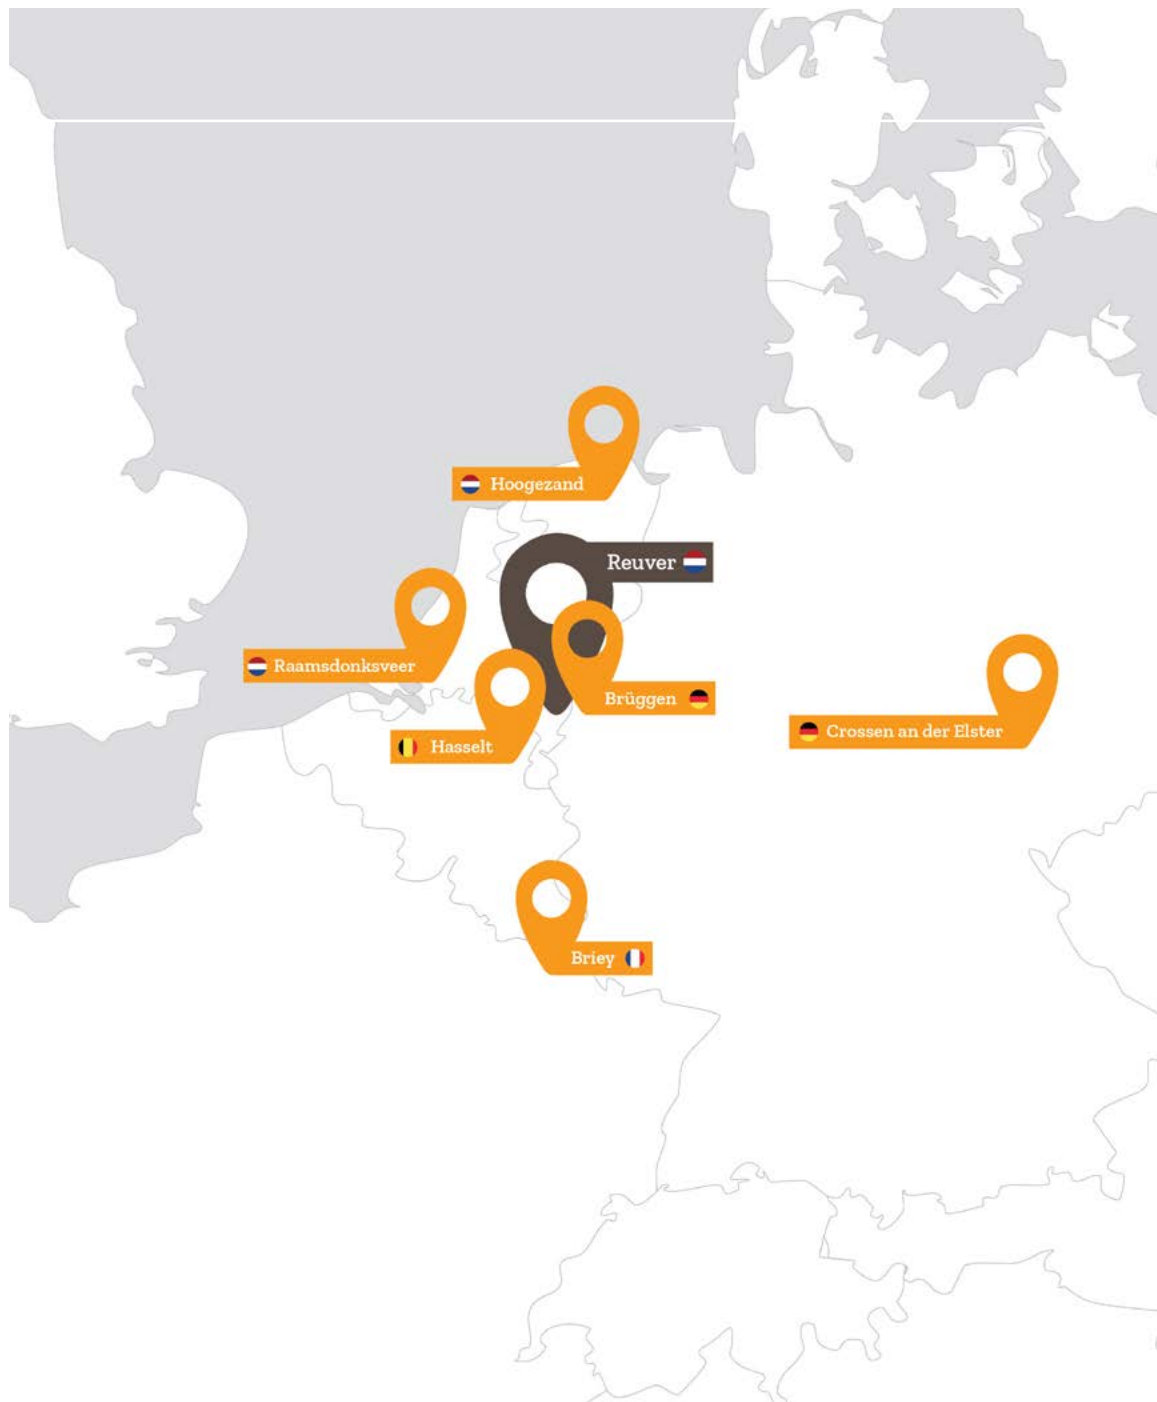 Hoogezand
Reuver
Raamsdonksveer
Brüggen
Crossen an der Elster
Hasselt
Briey